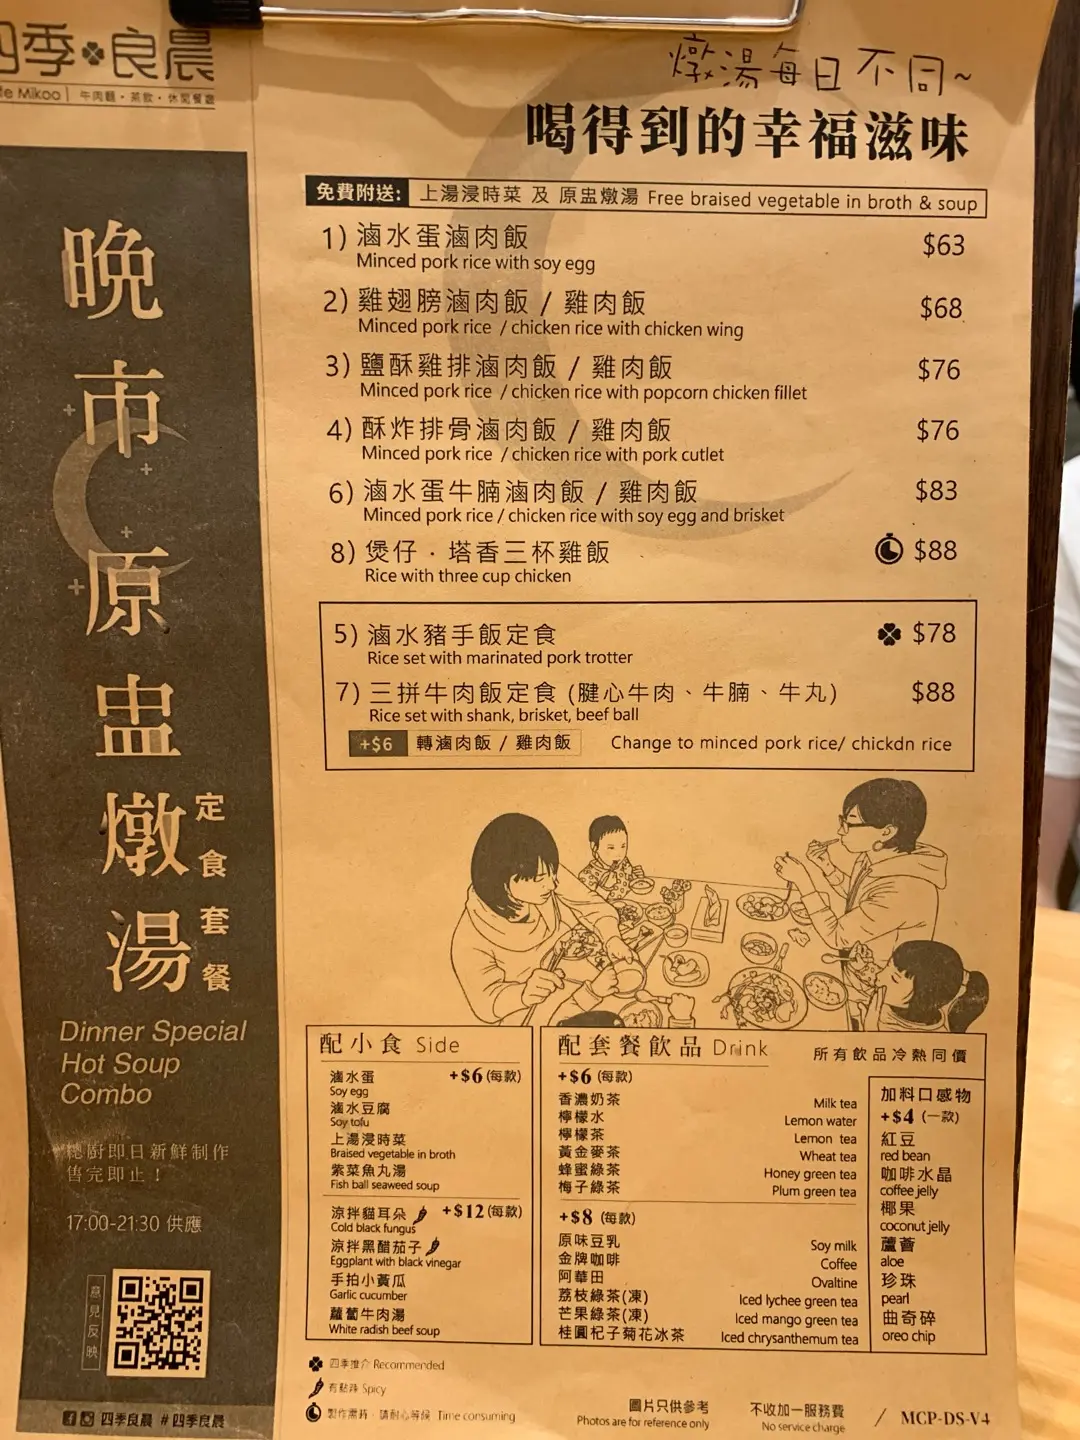 四季良晨
fe Mikoo | 牛肉麵・茶飲・休閒餐廳
晚市原盅燉湯
定食套餐
Dinner Special
Hot Soup
Combo
總廚即日新鮮制作
售完即止！
17:00-21:30 供應
意見反映
四季良晨 #四季良晨
燉湯每日不同~
喝得到的幸福滋味
免費附送: 上湯浸時菜 及 原盅燉湯 Free braised vegetable in broth & soup
1) 滷水蛋滷肉飯 $63
Minced pork rice with soy egg
2) 雞翅膀滷肉飯 / 雞肉飯 $68
Minced pork rice / chicken rice with chicken wing
3) 鹽酥雞排滷肉飯 / 雞肉飯 $76
Minced pork rice / chicken rice with popcorn chicken fillet
4) 酥炸排骨滷肉飯 / 雞肉飯 $76
Minced pork rice / chicken rice with pork cutlet
6) 滷水蛋牛腩滷肉飯 / 雞肉飯 $83
Minced pork rice / chicken rice with soy egg and brisket
8) 煲仔．塔香三杯雞飯 $88
Rice with three cup chicken
5) 滷水豬手飯定食 $78
Rice set with marinated pork trotter
7) 三拼牛肉飯定食 (腱心牛肉、牛腩、牛丸) $88
Rice set with shank, brisket, beef ball
+$6 轉滷肉飯 / 雞肉飯 Change to minced pork rice/ chickdn rice
配小食 Side
滷水蛋 +$6 (每款)
Soy egg
滷水豆腐
Soy tofu
上湯浸時菜
Braised vegetable in broth
紫菜魚丸湯
Fish ball seaweed soup
涼拌貓耳朵 +$12 (每款)
Cold black fungus
涼拌黑醋茄子
Eggplant with black vinegar
手拍小黃瓜
Garlic cucumber
蘿蔔牛肉湯
White radish beef soup
配套餐飲品 Drink 所有飲品冷熱同價
+$6 (每款)
香濃奶茶 Milk tea
檸檬水 Lemon water
檸檬茶 Lemon tea
黃金麥茶 Wheat tea
蜂蜜綠茶 Honey green tea
梅子綠茶 Plum green tea
+$8 (每款)
原味豆乳 Soy milk
金牌咖啡 Coffee
阿華田 Ovaltine
荔枝綠茶(凍) Iced lychee green tea
芒果綠茶(凍) Iced mango green tea
桂圓杞子菊花冰茶 Iced chrysanthemum tea
加料口感物
+$4 (一款)
紅豆
red bean
咖啡水晶
coffee jelly
椰果
coconut jelly
蘆薈
aloe
珍珠
pearl
曲奇碎
oreo chip
四季推介 Recommended
有點辣 Spicy
製作需時．請耐心等候 Time consuming
圖片只供參考
Photos are for reference only
不收加一服務費
No service charge
/ MCP-DS-V4